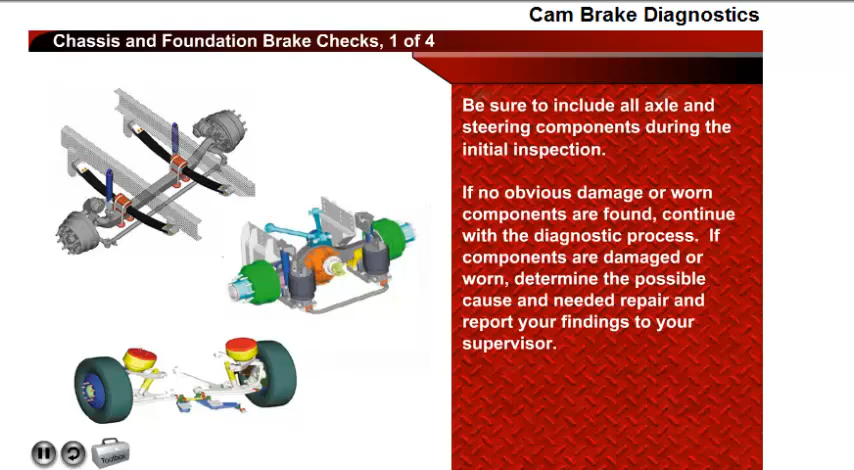 Cam Brake Diagnostics
Chassis and Foundation Brake Checks, 1 of 4
Be sure to include all axle and
steering components during the
initial inspection.
If no obvious damage or worn
components are found, continue
with the diagnostic process.  If
components are damaged or
worn, determine the possible
cause and needed repair and
report your findings to your
supervisor.
Toolbox